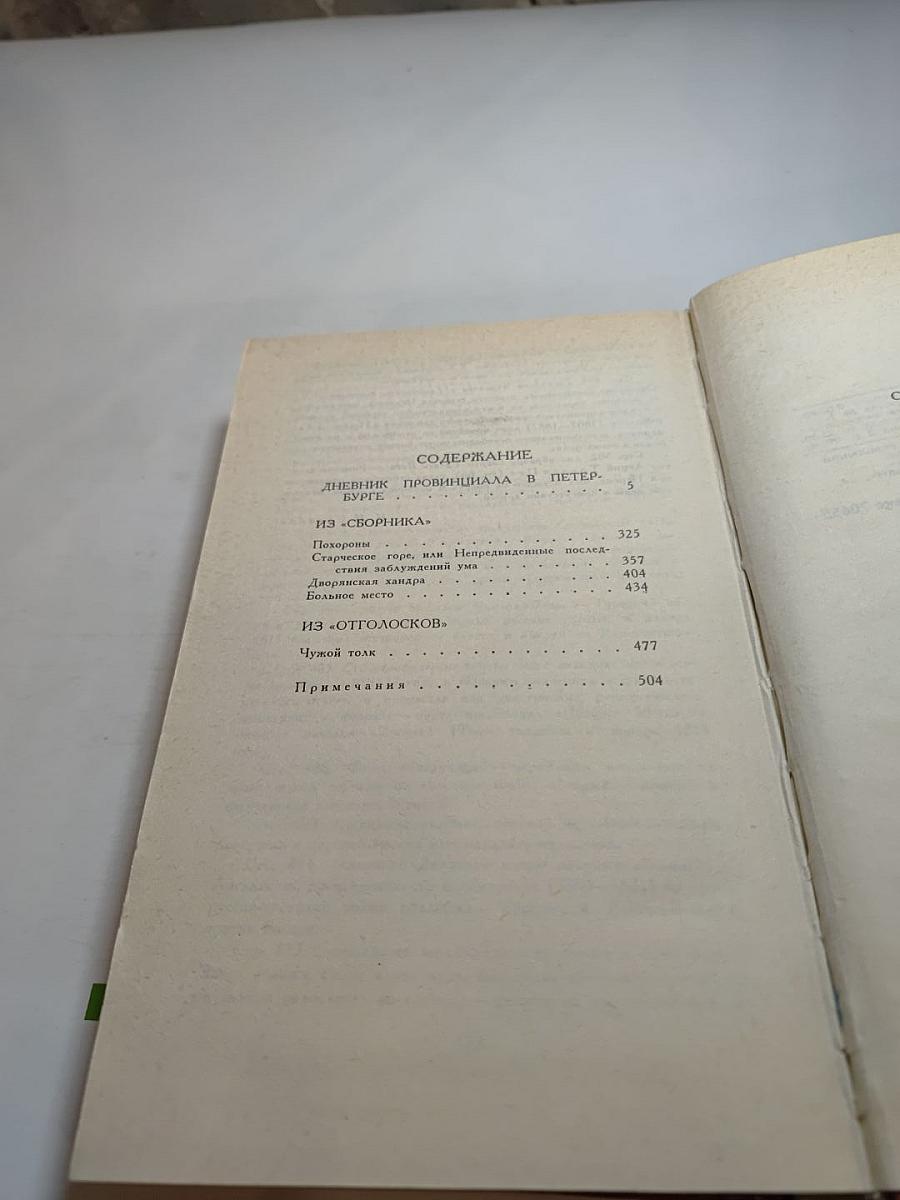 СОДЕРЖАНИЕ
ДНЕВНИК ПРОВИНЦИАЛА В ПЕТЕР-
БУРГЕ . . . . . . . . . . . . . . 5
ИЗ «СБОРНИКА»
Похороны . . . . . . . . . . . . . 325
Старческое горе, или Непредвиденные послед-
ствия заблуждений ума . . . . . . . . 357
Дворянская хандра . . . . . . . . . . . 404
Больное место . . . . . . . . . . . . . 434
ИЗ «ОТГОЛОСКОВ»
Чужой толк . . . . . . . . . . . . . . 477
Примечания . . . . . . . . . . . . 504
С